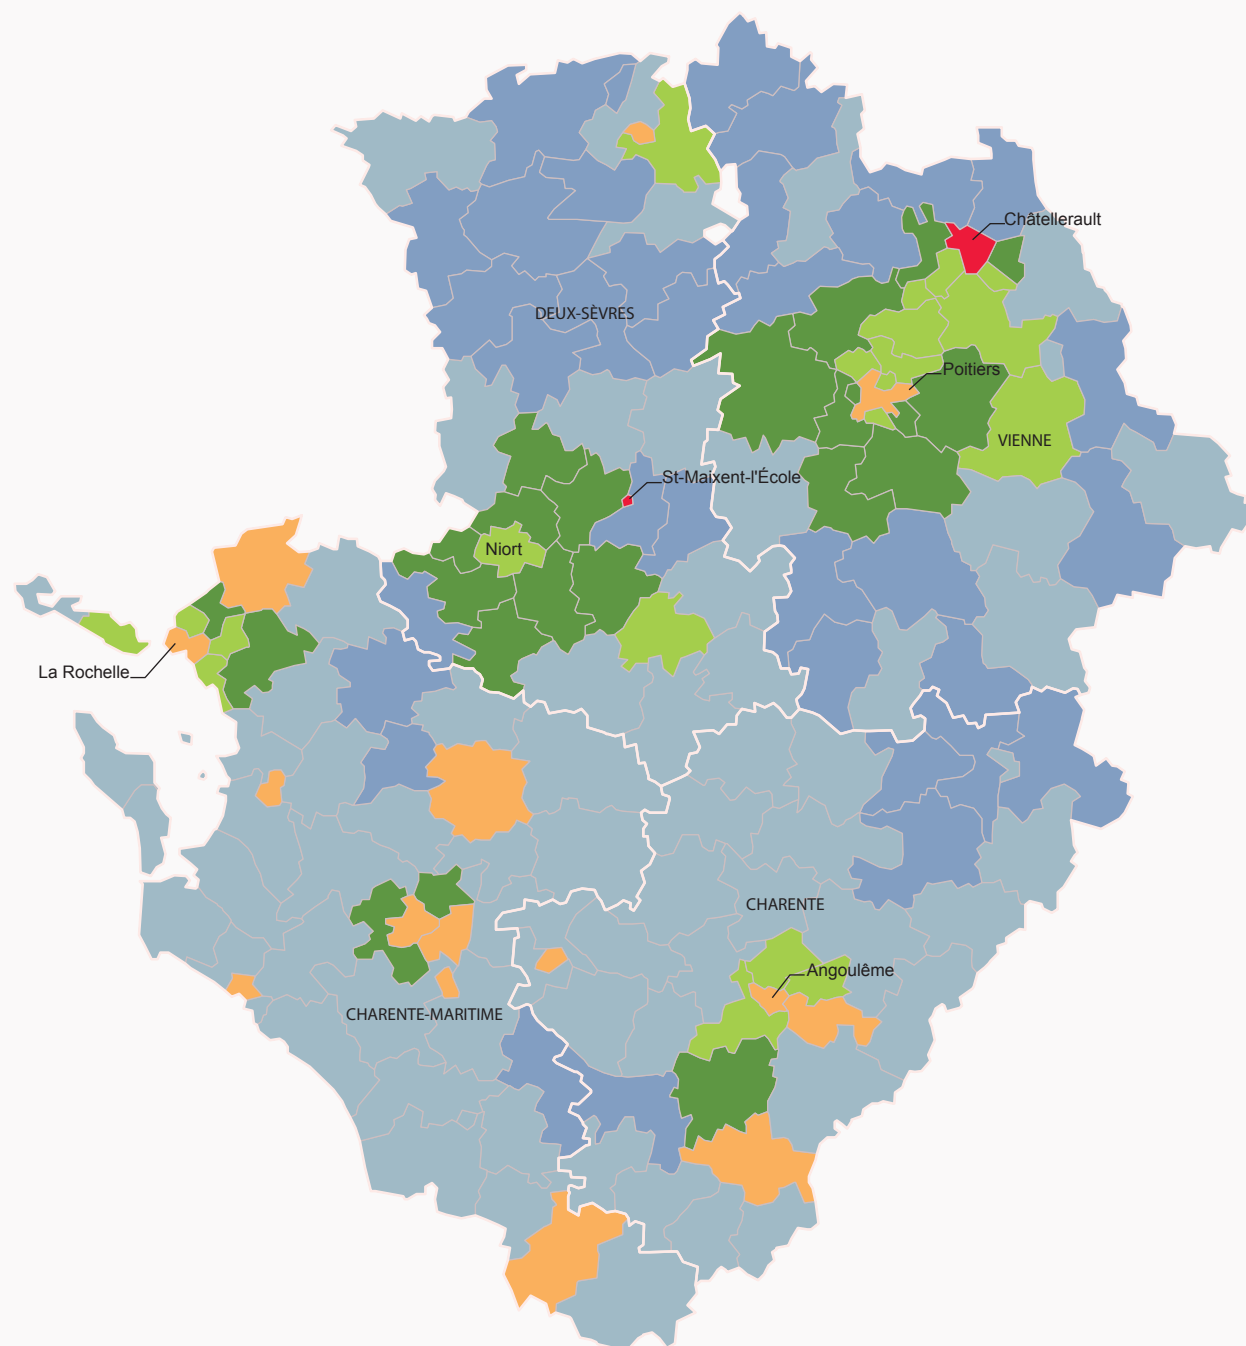 Châtellerault
DEUX-SÈVRES
Poitiers
VIENNE
St-Maixent-l'École
Niort
La Rochelle
CHARENTE
Angoulême
CHARENTE-MARITIME